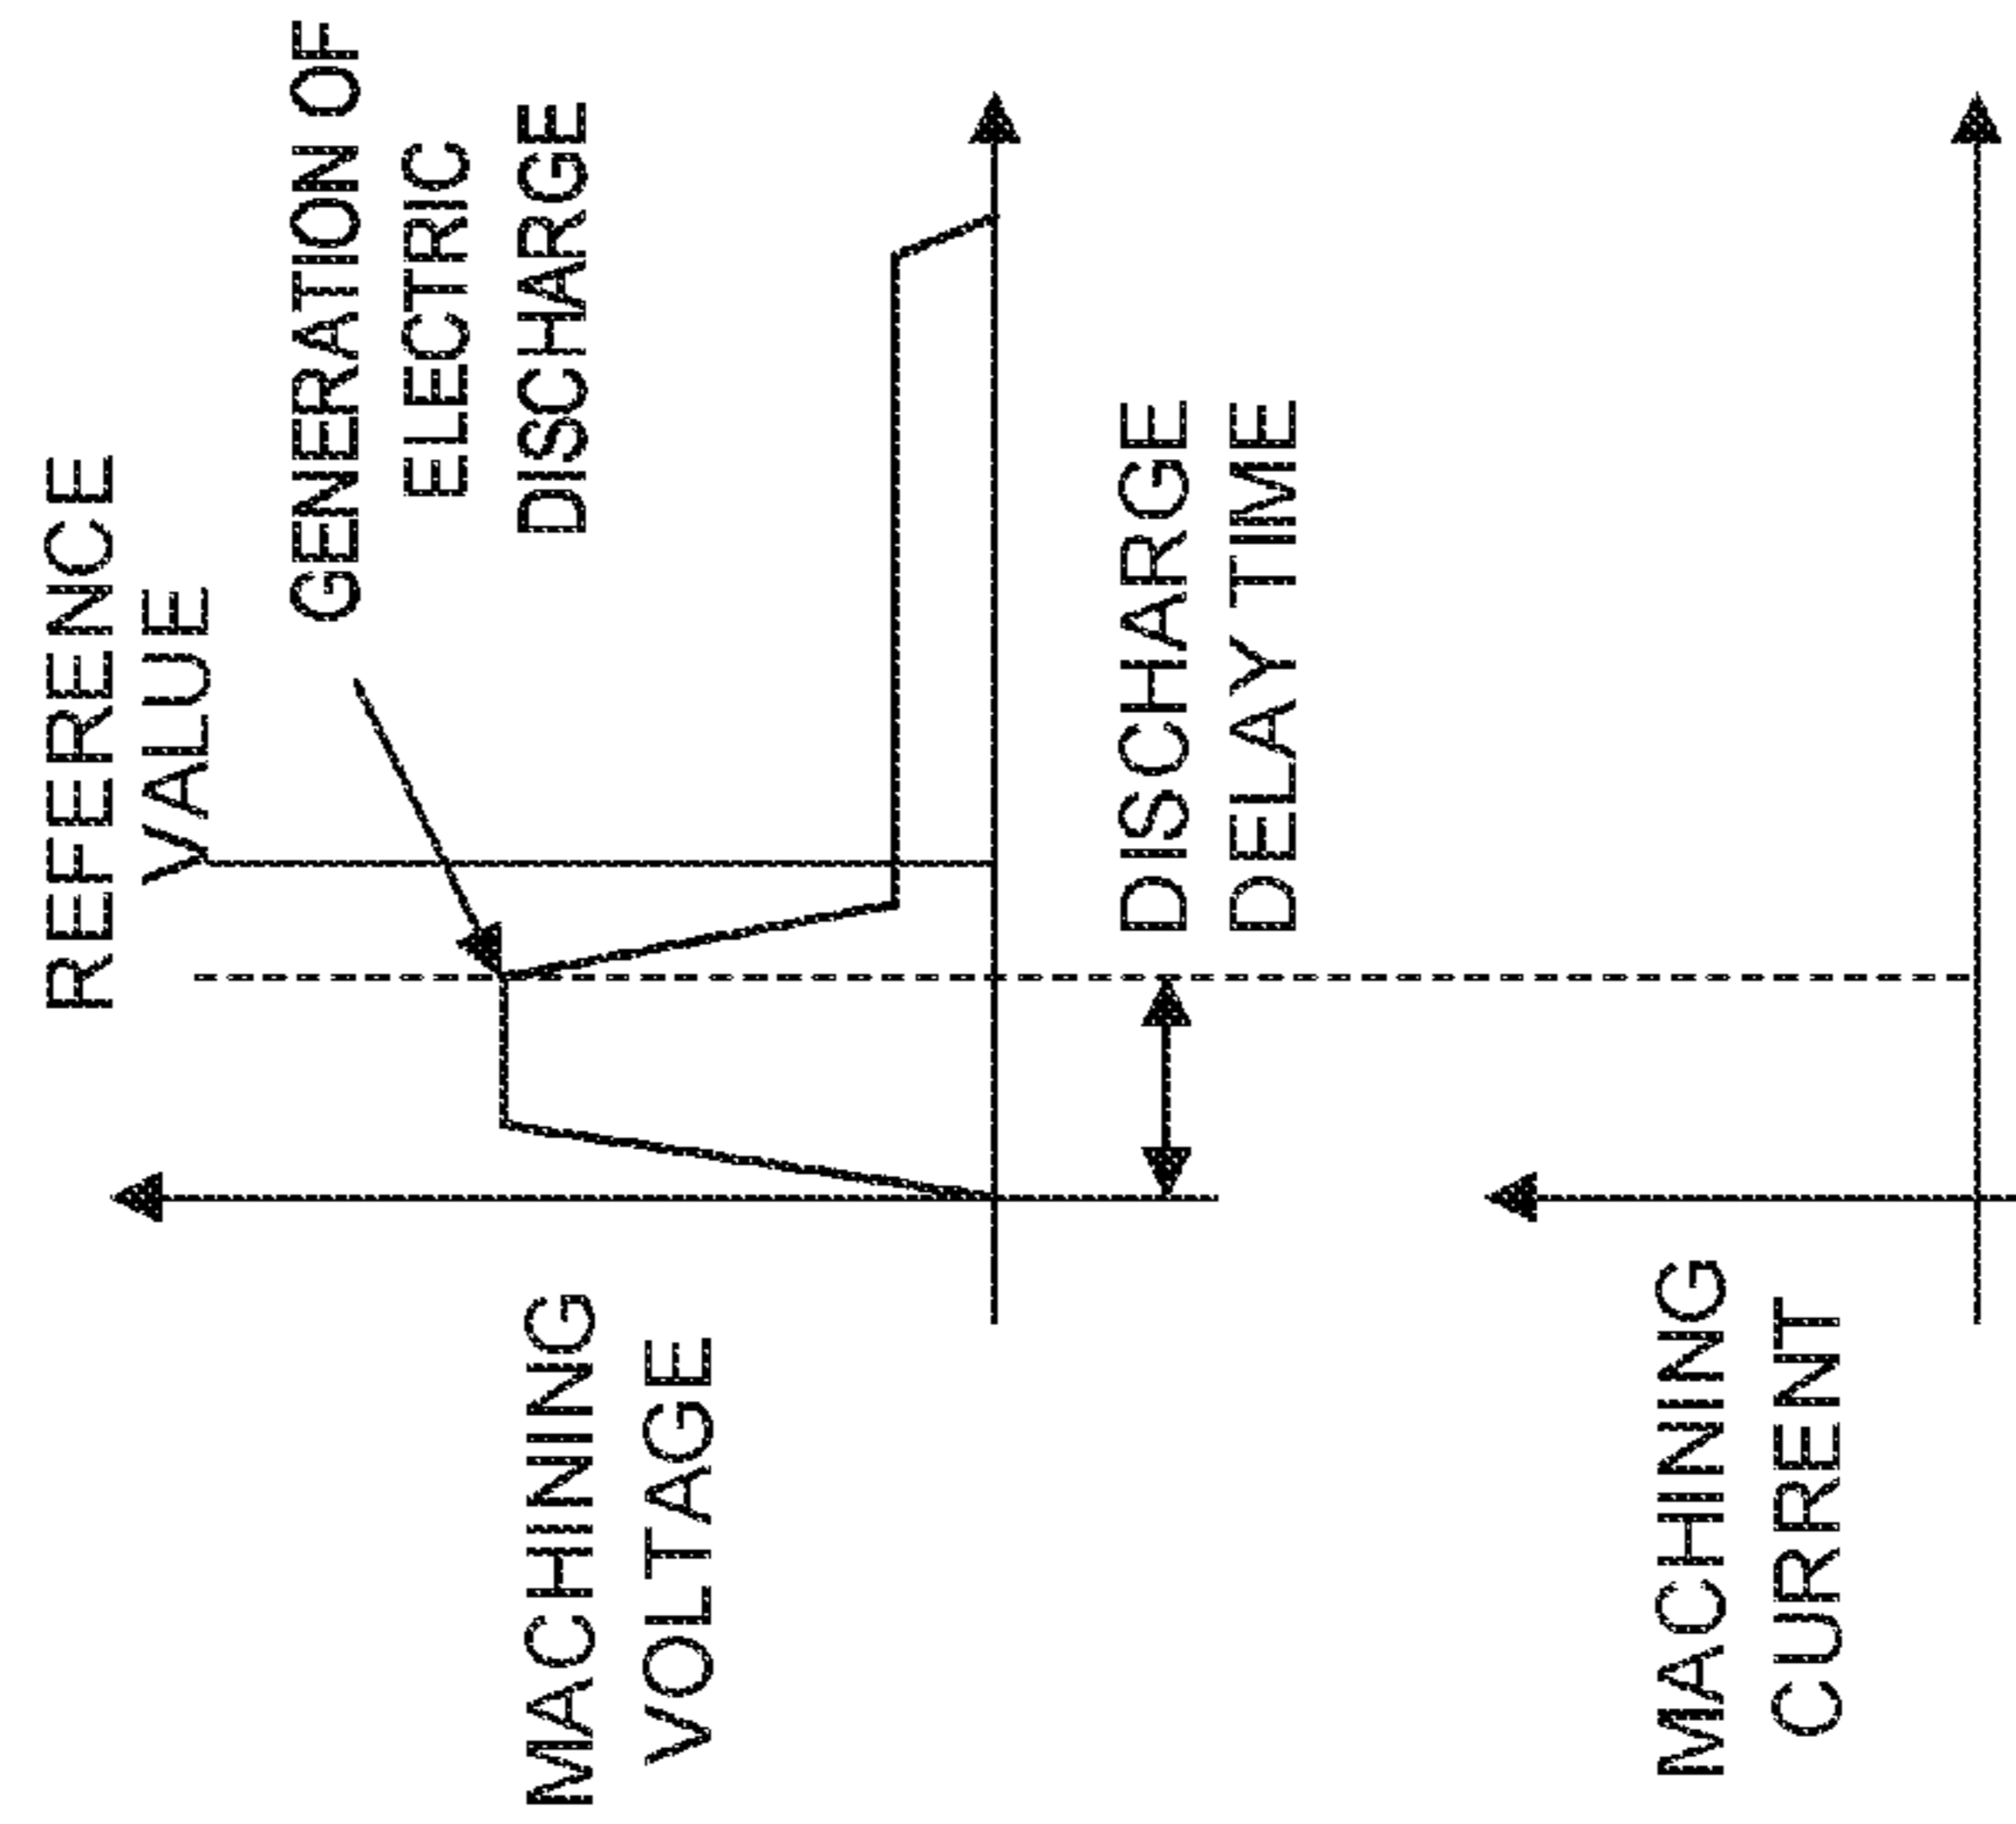 REFERENCE
VALUE
GENERATION OF
ELECTRIC
DISCHARGE
MACHINING
VOLTAGE
DISCHARGE
DELAY TIME
MACHINING
CURRENT